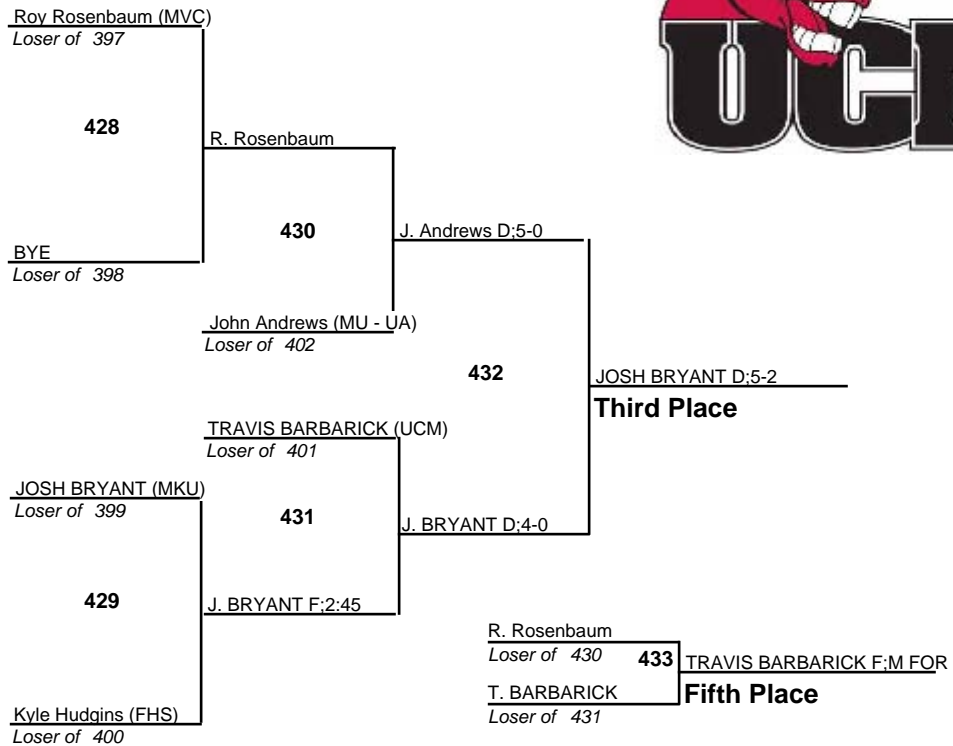 Roy Rosenbaum (MVC)
Loser of 397
428
R. Rosenbaum
BYE
Loser of 398
430
J. Andrews D;5-0
John Andrews (MU - UA)
Loser of 402
432
JOSH BRYANT D;5-2
Third Place
TRAVIS BARBARICK (UCM)
Loser of 401
JOSH BRYANT (MKU)
Loser of 399
431
J. BRYANT D;4-0
429
J. BRYANT F;2:45
Kyle Hudgins (FHS)
Loser of 400
R. Rosenbaum
Loser of 430
433
TRAVIS BARBARICK F;M FOR
T. BARBARICK
Loser of 431
Fifth Place